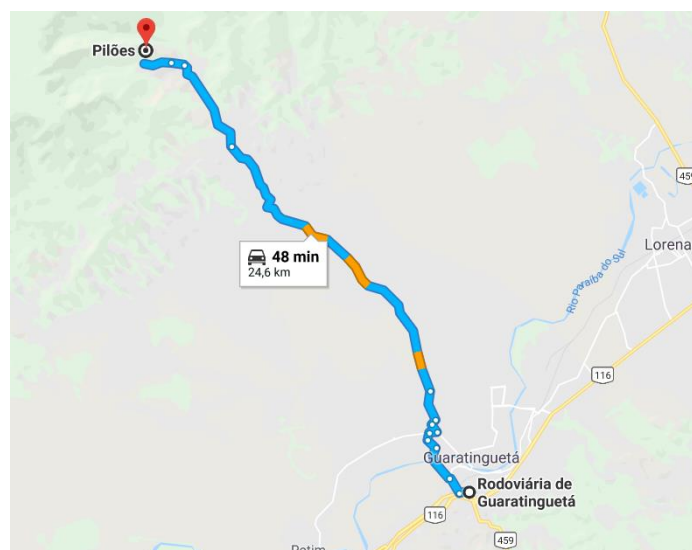 Pilões
459
Lorena
48 min
24,6 km
Rio Paraíba do Sul
116
Guaratinguetá
Rodoviária de
Guaratinguetá
116
459
Potim